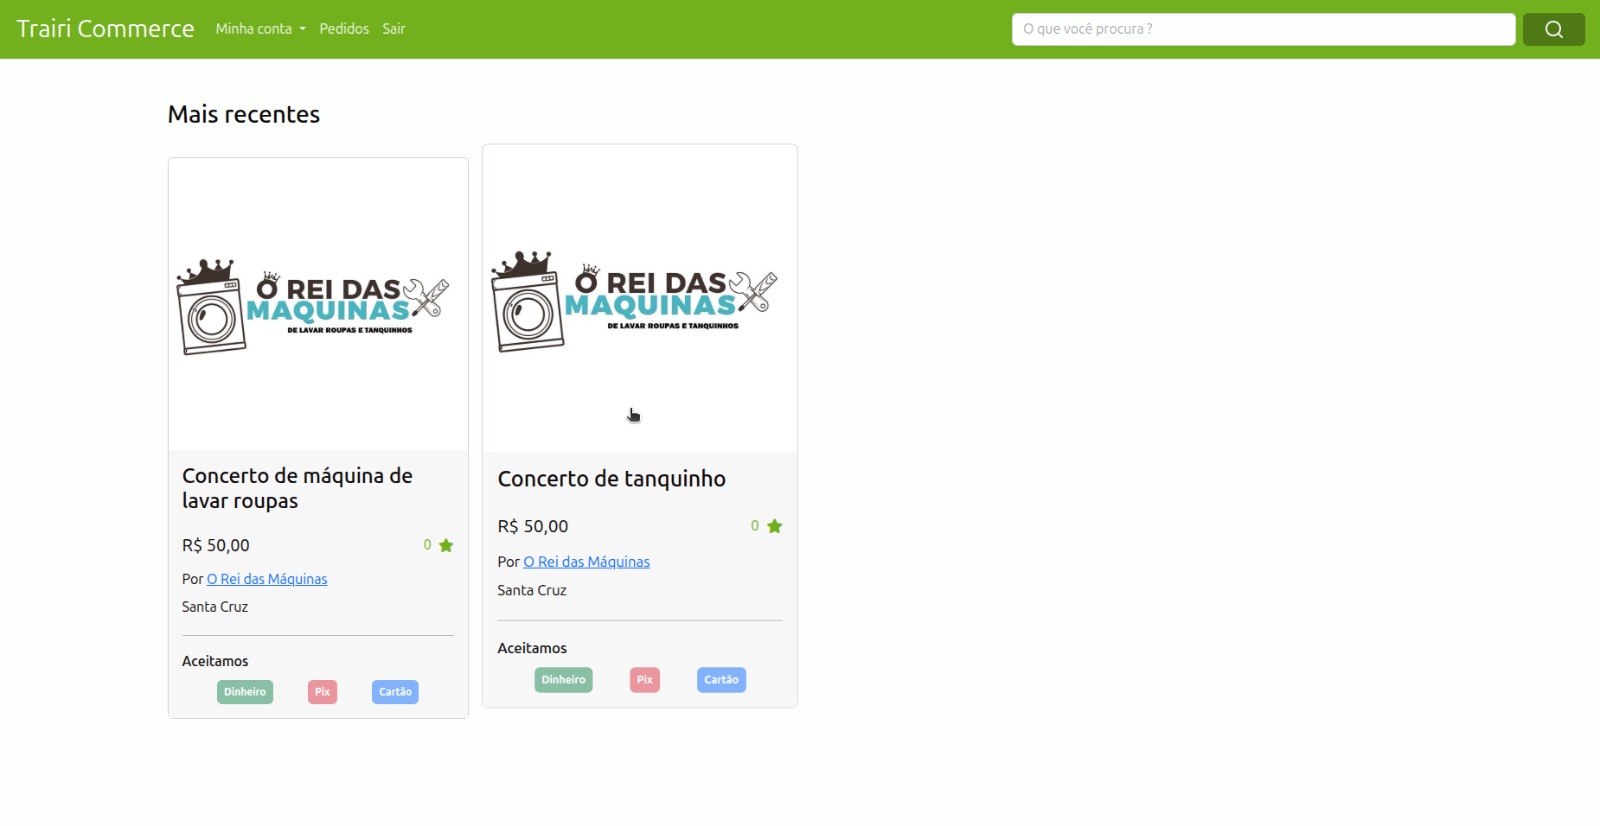 Trairi Commerce
Minha conta
Pedidos
Sair
O que você procura ?
Mais recentes
O REI DAS
MAQUINAS
DE LAVAR ROUPAS E TANQUINHOS
Concerto de máquina de
lavar roupas
R$ 50,00
0
Por O Rei das Máquinas
Santa Cruz
Aceitamos
Dinheiro
Pix
Cartão
O REI DAS
MAQUINAS
DE LAVAR ROUPAS E TANQUINHOS
Concerto de tanquinho
R$ 50,00
0
Por O Rei das Máquinas
Santa Cruz
Aceitamos
Dinheiro
Pix
Cartão